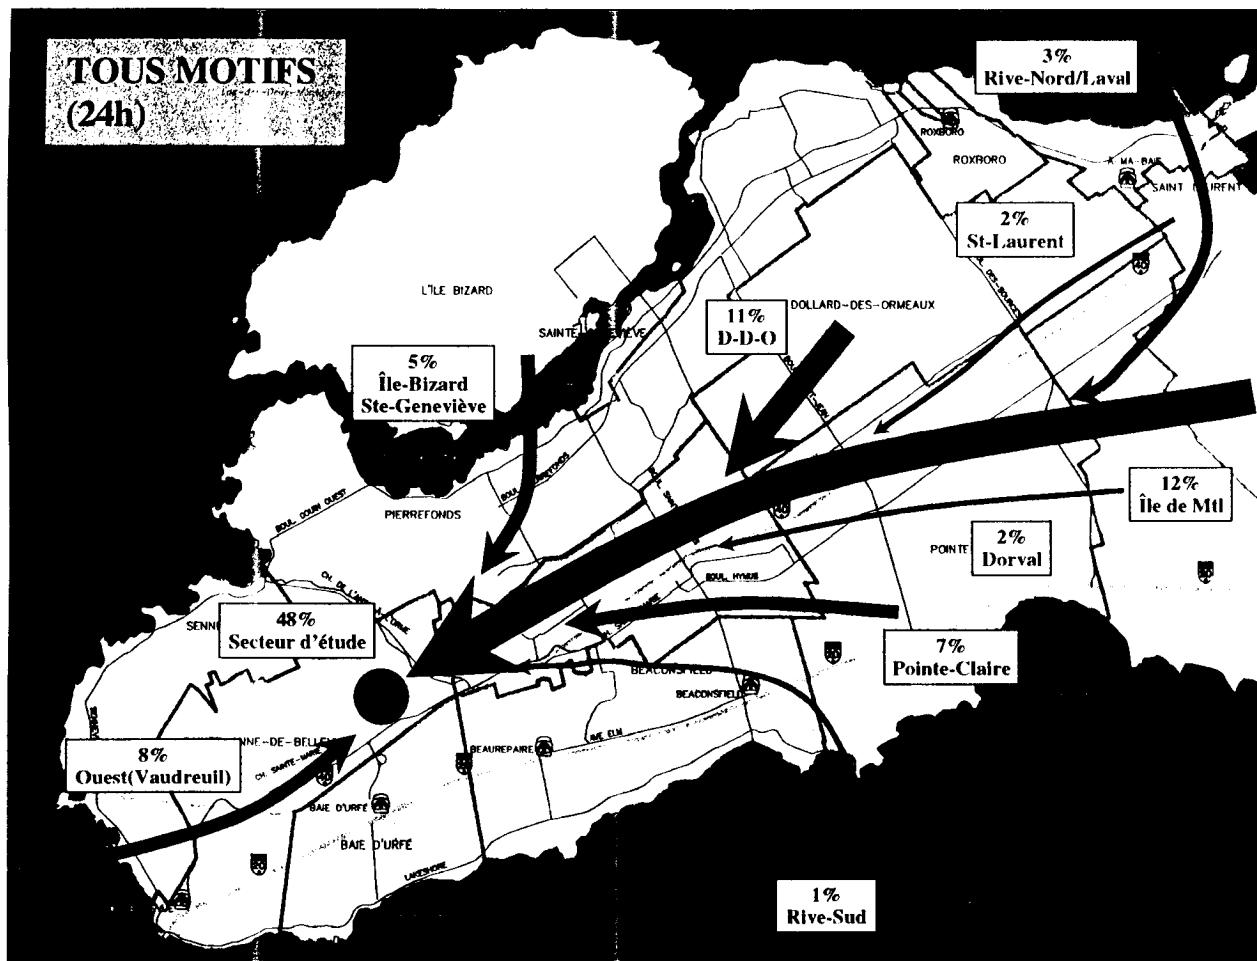 TOUS MOTIFS
(24h)
3%
Rive-Nord/Laval
ROXBORO
ROXBORO
À MA-BAIE
2%
St-Laurent
L'ÎLE BIZARD
11%
D-D-O
DOLLARD-DES-ORMEAUX
5%
Île-Bizard
Ste-Geneviève
BOUL. GOUIN OUEST
PIERREFONDS
12%
Île de Mtl
POINTE
2%
Dorval
BOUL. HYMUS
48%
Secteur d'étude
7%
Pointe-Claire
BEACONSFIELD
BEACONSFIELD
AVE ELM
BEAUREPAIRE
8%
Ouest(Vaudreuil)
CH. SAINTE-MARIE
BAIE D'URFÉ
BAIE D'URFÉ
LAKESHORE
1%
Rive-Sud